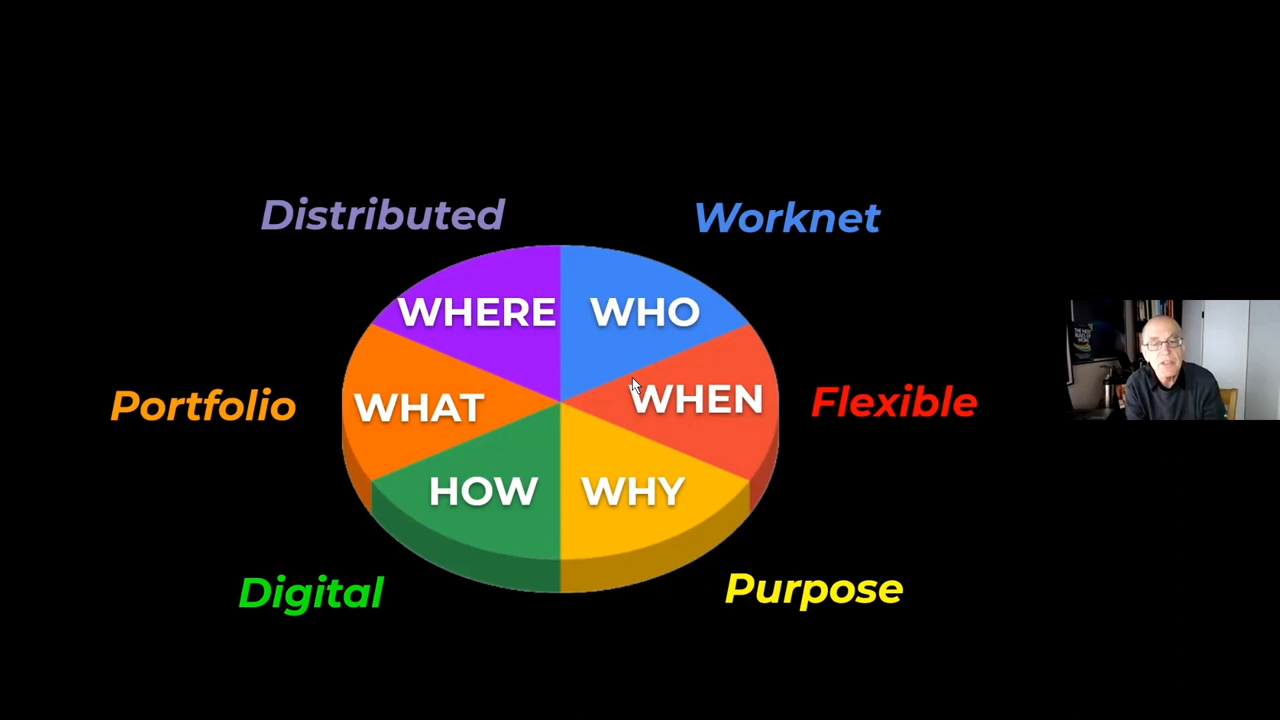 Distributed
Worknet
WHERE
WHO
Portfolio
WHAT
WHEN
Flexible
HOW
WHY
Digital
Purpose